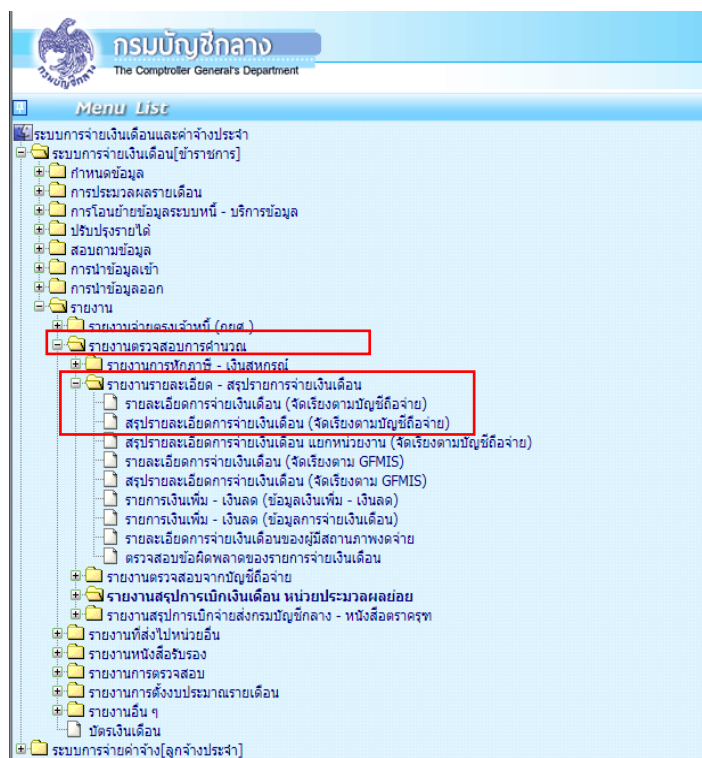 กรมบัญชีกลาง
The Comptroller General's Department
Menu List
ระบบการจ่ายเงินเดือนและค่าจ้างประจำ
ระบบการจ่ายเงินเดือน[ข้าราชการ]
กำหนดข้อมูล
การประมวลผลรายเดือน
การโอนย้ายข้อมูลระบบหนี้ - บริการข้อมูล
ปรับปรุงรายได้
สอบถามข้อมูล
การนำข้อมูลเข้า
การนำข้อมูลออก
รายงาน
รายงานจ่ายตรงเจ้าหนี้ (กยศ.)
รายงานตรวจสอบการคำนวณ
รายงานการหักภาษี - เงินสหกรณ์
รายงานรายละเอียด - สรุปรายการจ่ายเงินเดือน
รายละเอียดการจ่ายเงินเดือน (จัดเรียงตามบัญชีถือจ่าย)
สรุปรายละเอียดการจ่ายเงินเดือน (จัดเรียงตามบัญชีถือจ่าย)
สรุปรายละเอียดการจ่ายเงินเดือน แยกหน่วยงาน (จัดเรียงตามบัญชีถือจ่าย)
รายละเอียดการจ่ายเงินเดือน (จัดเรียงตาม GFMIS)
สรุปรายละเอียดการจ่ายเงินเดือน (จัดเรียงตาม GFMIS)
รายการเงินเพิ่ม - เงินลด (ข้อมูลเงินเพิ่ม - เงินลด)
รายการเงินเพิ่ม - เงินลด (ข้อมูลการจ่ายเงินเดือน)
รายละเอียดการจ่ายเงินเดือนของผู้มีสถานภาพงดจ่าย
ตรวจสอบข้อผิดพลาดของรายการจ่ายเงินเดือน
รายงานตรวจสอบจากบัญชีถือจ่าย
รายงานสรุปการเบิกเงินเดือน หน่วยประมวลผลย่อย
รายงานสรุปการเบิกจ่ายส่งกรมบัญชีกลาง - หนังสือตราครุฑ
รายงานที่ส่งไปหน่วยอื่น
รายงานหนังสือรับรอง
รายงานการตรวจสอบ
รายงานการตั้งงบประมาณรายเดือน
รายงานอื่น ๆ
บัตรเงินเดือน
ระบบการจ่ายค่าจ้าง[ลูกจ้างประจำ]